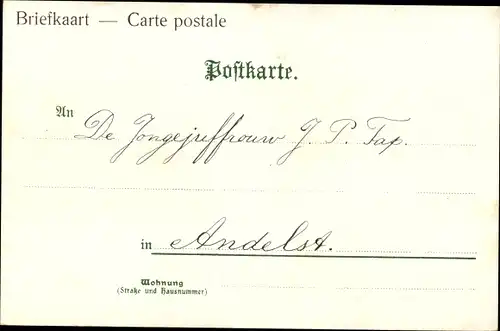 Briefkaart — Carte postale
Postkarte.
An De Jongejuffrouw J. P. Tap.
in Andelst.
Wohnung
(Straße und Hausnummer)